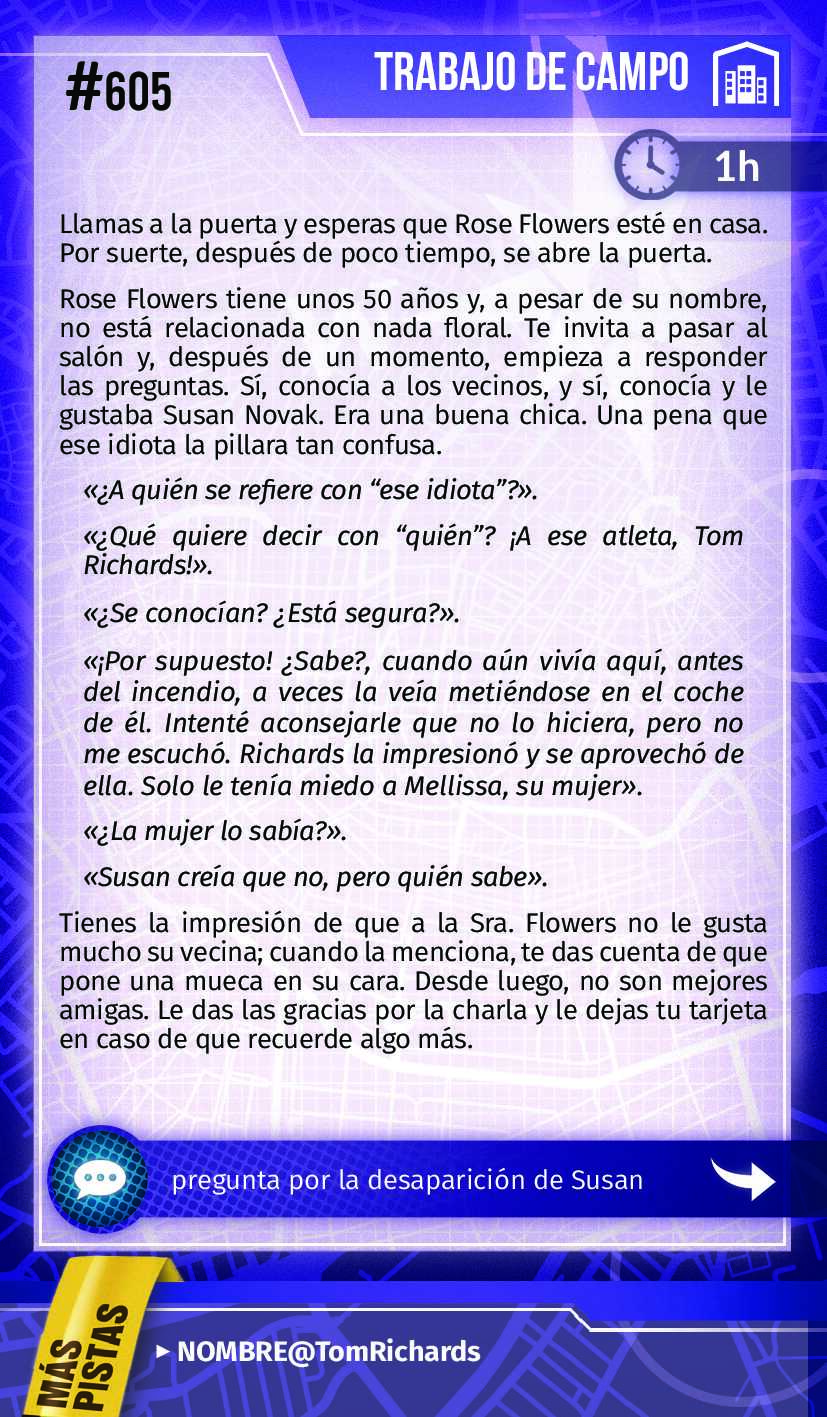 #605
TRABAJO DE CAMPO
1h
Llamas a la puerta y esperas que Rose Flowers esté en casa.
Por suerte, después de poco tiempo, se abre la puerta.
Rose Flowers tiene unos 50 años y, a pesar de su nombre,
no está relacionada con nada floral. Te invita a pasar al
salón y, después de un momento, empieza a responder
las preguntas. Sí, conocía a los vecinos, y sí, conocía y le
gustaba Susan Novak. Era una buena chica. Una pena que
ese idiota la pillara tan confusa.
«¿A quién se refiere con “ese idiota”?».
«¿Qué quiere decir con “quién”? ¡A ese atleta, Tom
Richards!».
«¿Se conocían? ¿Está segura?».
«¡Por supuesto! ¿Sabe?, cuando aún vivía aquí, antes
del incendio, a veces la veía metiéndose en el coche
de él. Intenté aconsejarle que no lo hiciera, pero no
me escuchó. Richards la impresionó y se aprovechó de
ella. Solo le tenía miedo a Mellissa, su mujer».
«¿La mujer lo sabía?».
«Susan creía que no, pero quién sabe».
Tienes la impresión de que a la Sra. Flowers no le gusta
mucho su vecina; cuando la menciona, te das cuenta de que
pone una mueca en su cara. Desde luego, no son mejores
amigas. Le das las gracias por la charla y le dejas tu tarjeta
en caso de que recuerde algo más.
pregunta por la desaparición de Susan
MÁS
PISTAS
NOMBRE@TomRichards